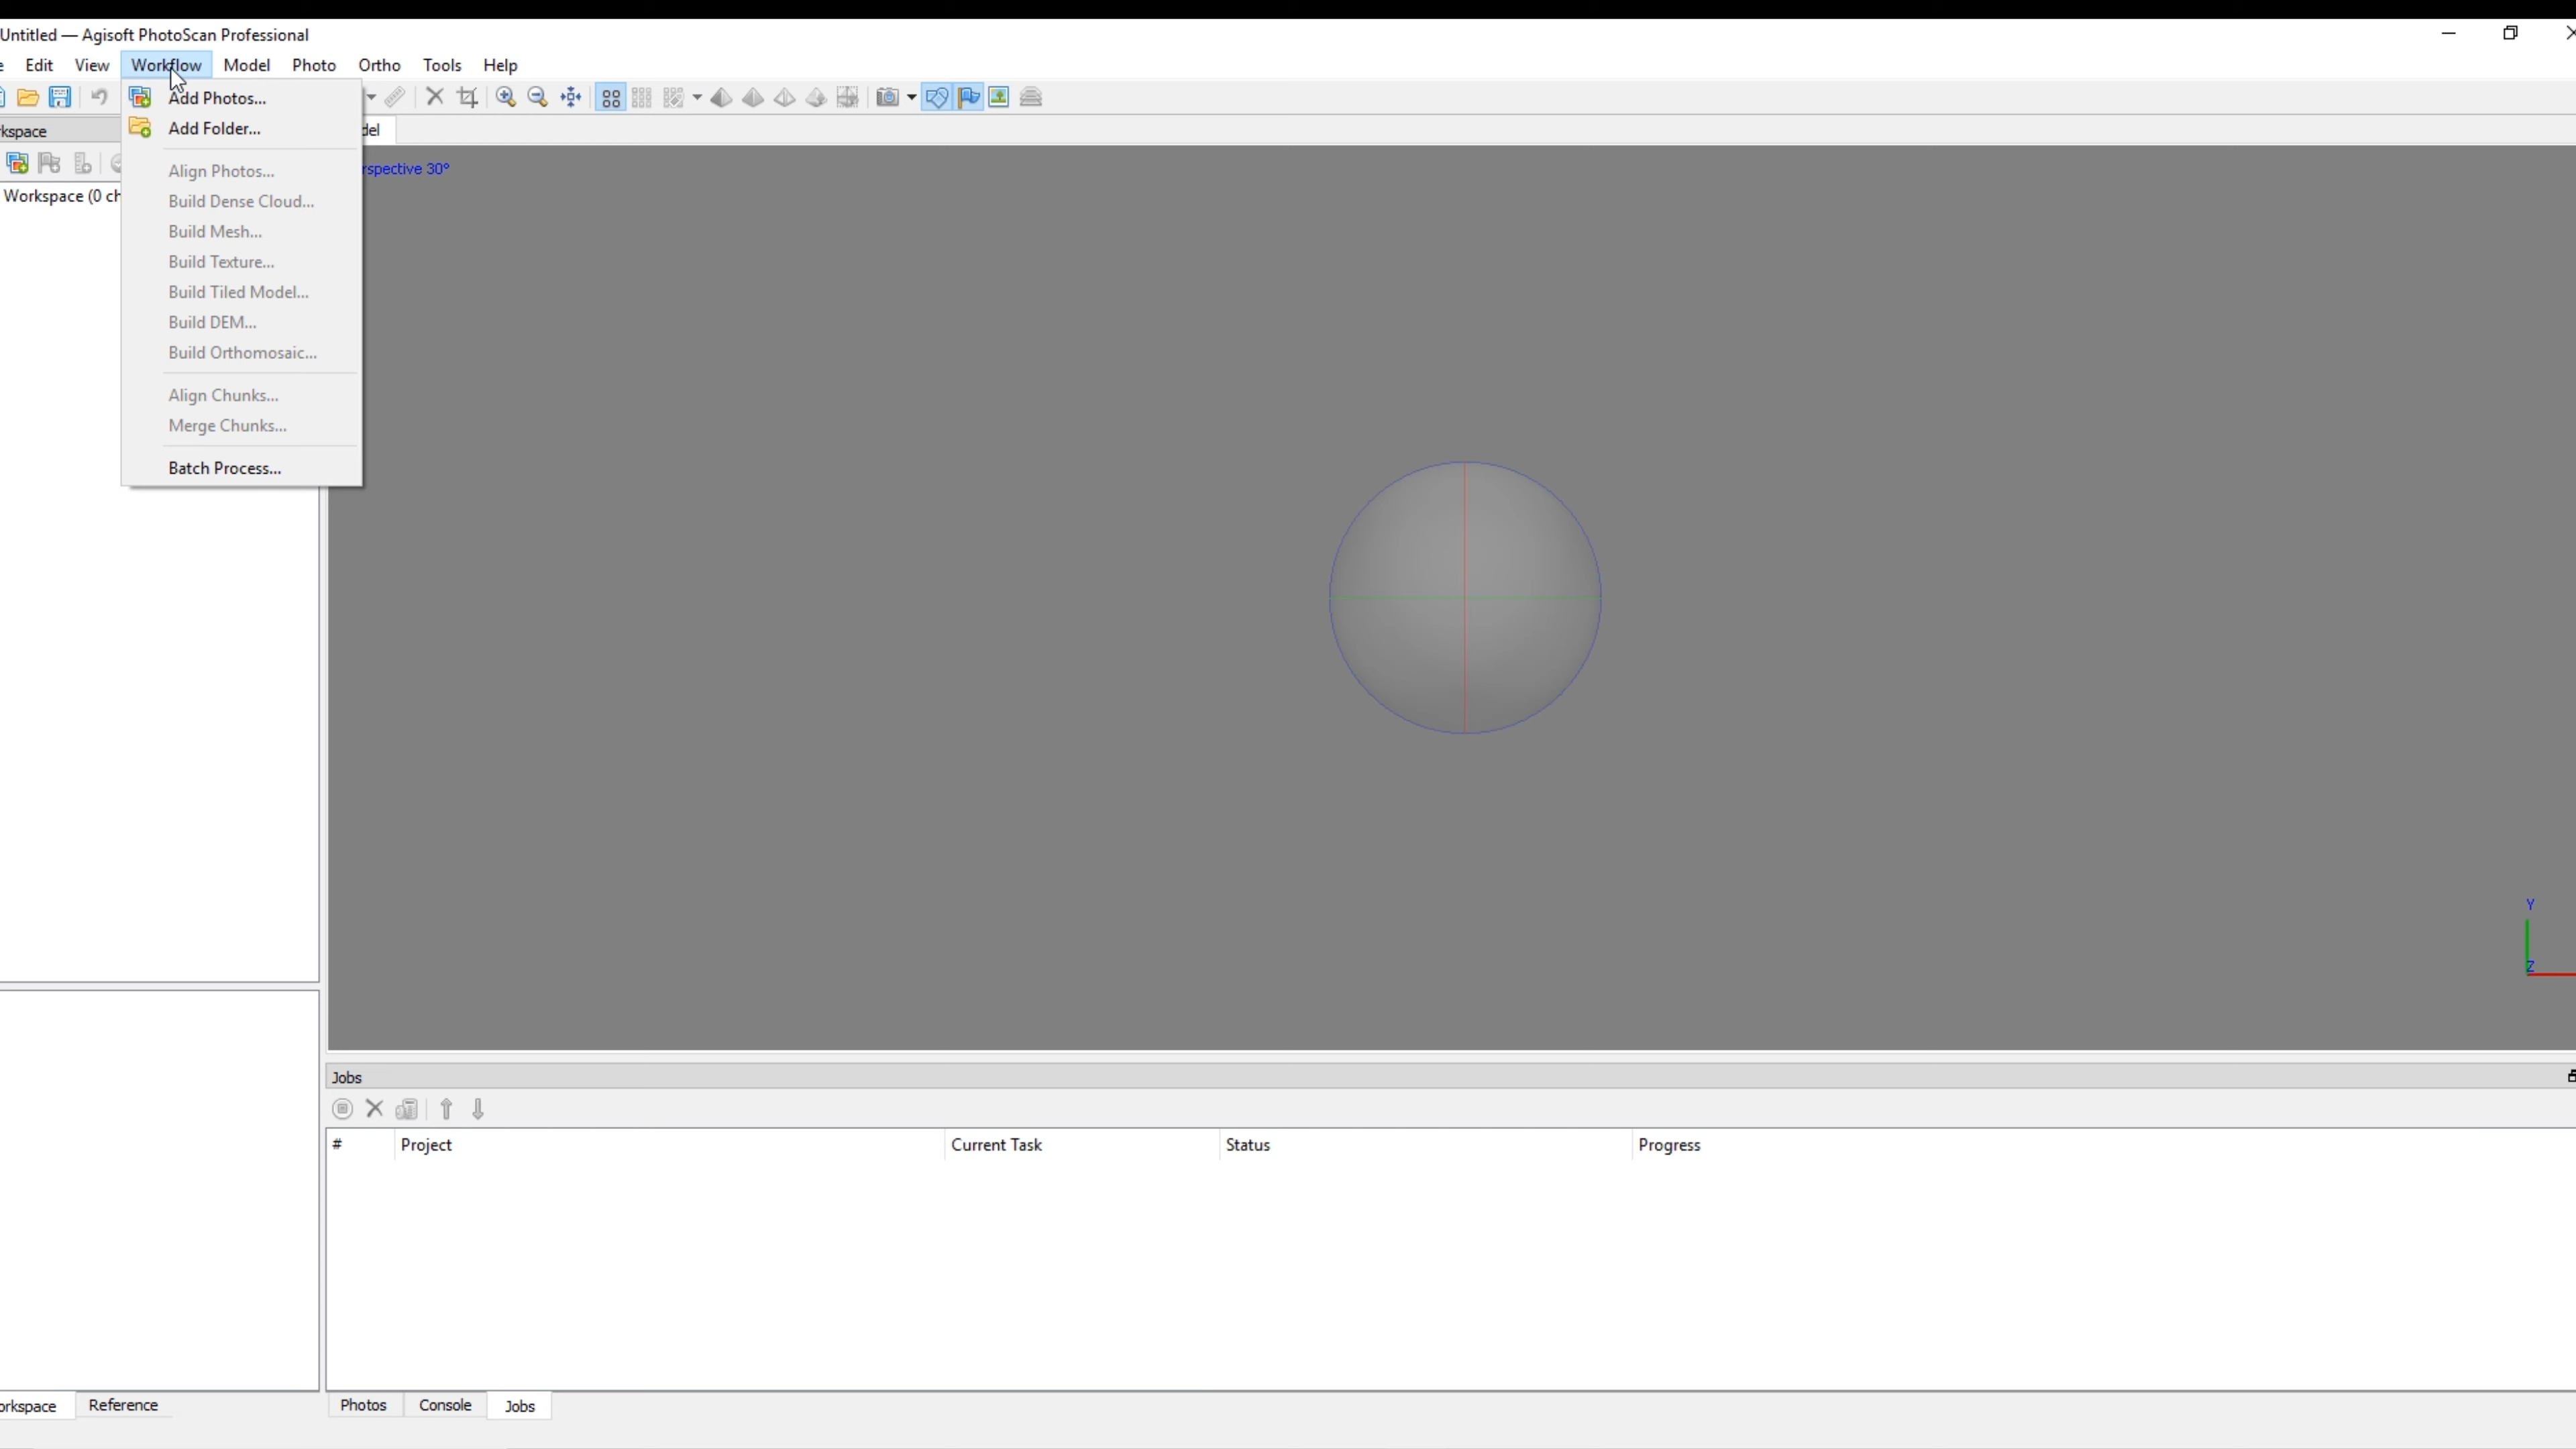 Untitled — Agisoft PhotoScan Professional
Edit View Workflow Model Photo Ortho Tools Help
Add Photos...
Add Folder...
Align Photos...
Build Dense Cloud...
Build Mesh...
Build Texture...
Build Tiled Model...
Build DEM...
Build Orthomosaic...
Align Chunks...
Merge Chunks...
Batch Process...
kspace
Workspace (0 ch
del
rspective 30°
Y
Z
Jobs
# Project Current Task Status Progress
orkspace Reference
Photos Console Jobs